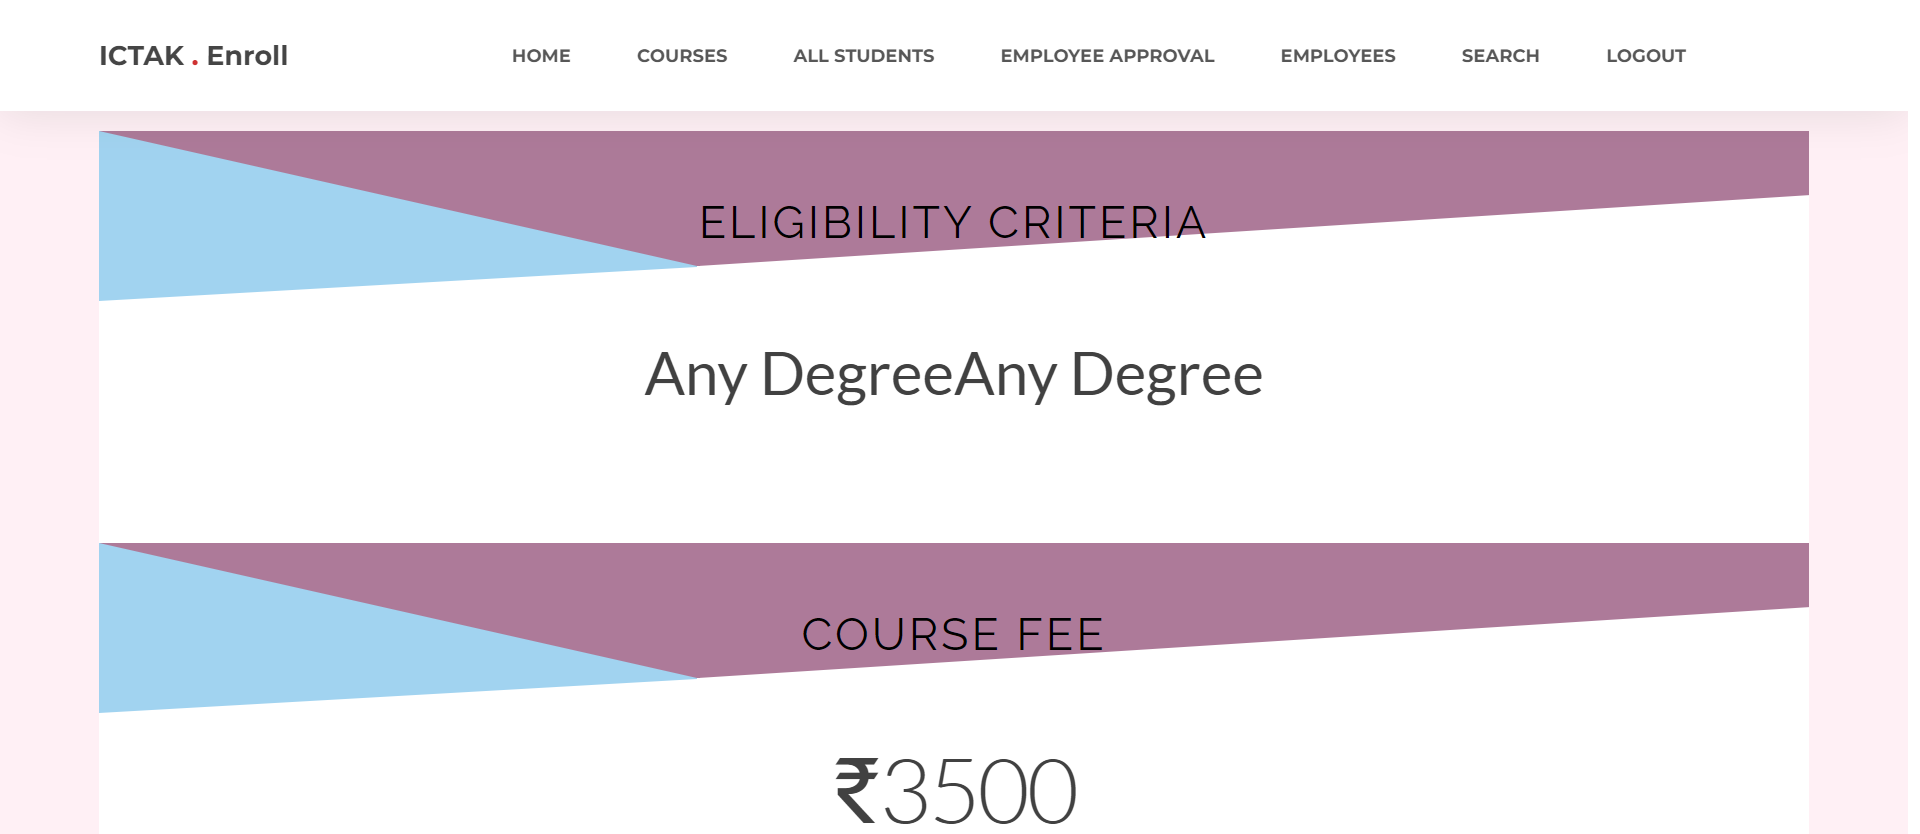 ICTAK . Enroll HOME COURSES ALL STUDENTS EMPLOYEE APPROVAL EMPLOYEES SEARCH LOGOUT
ELIGIBILITY CRITERIA
Any DegreeAny Degree
COURSE FEE
₹3500